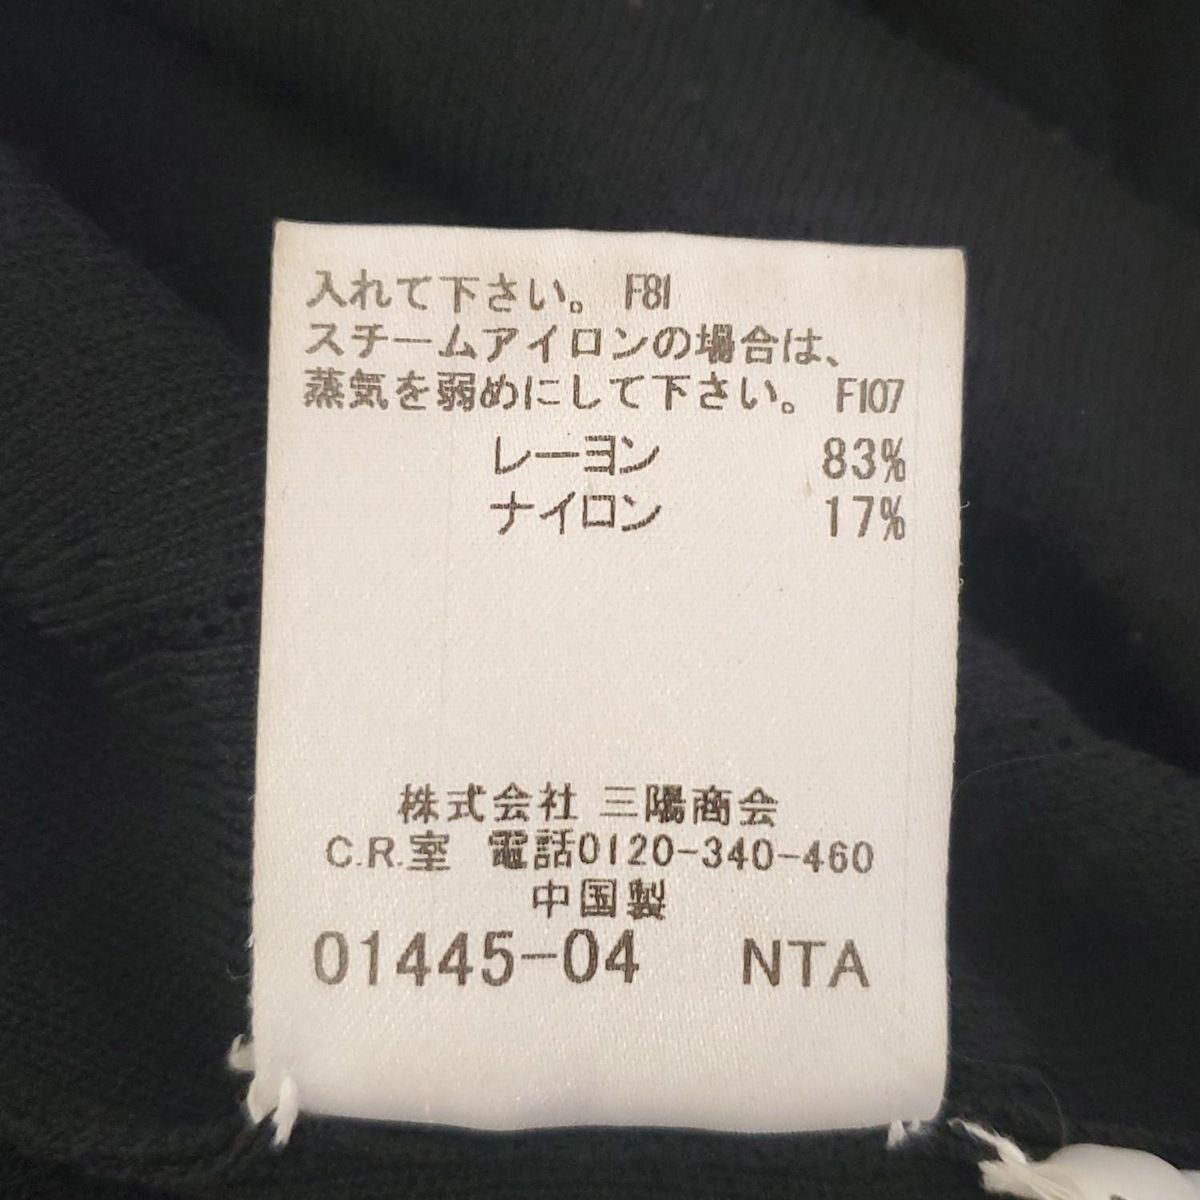 入れて下さい。 F81
スチームアイロンの場合は、
蒸気を弱めにして下さい。 F107
レーヨン 83%
ナイロン 17%
株式会社 三陽商会
C.R.室 電話0120-340-460
中国製
01445-04 NTA